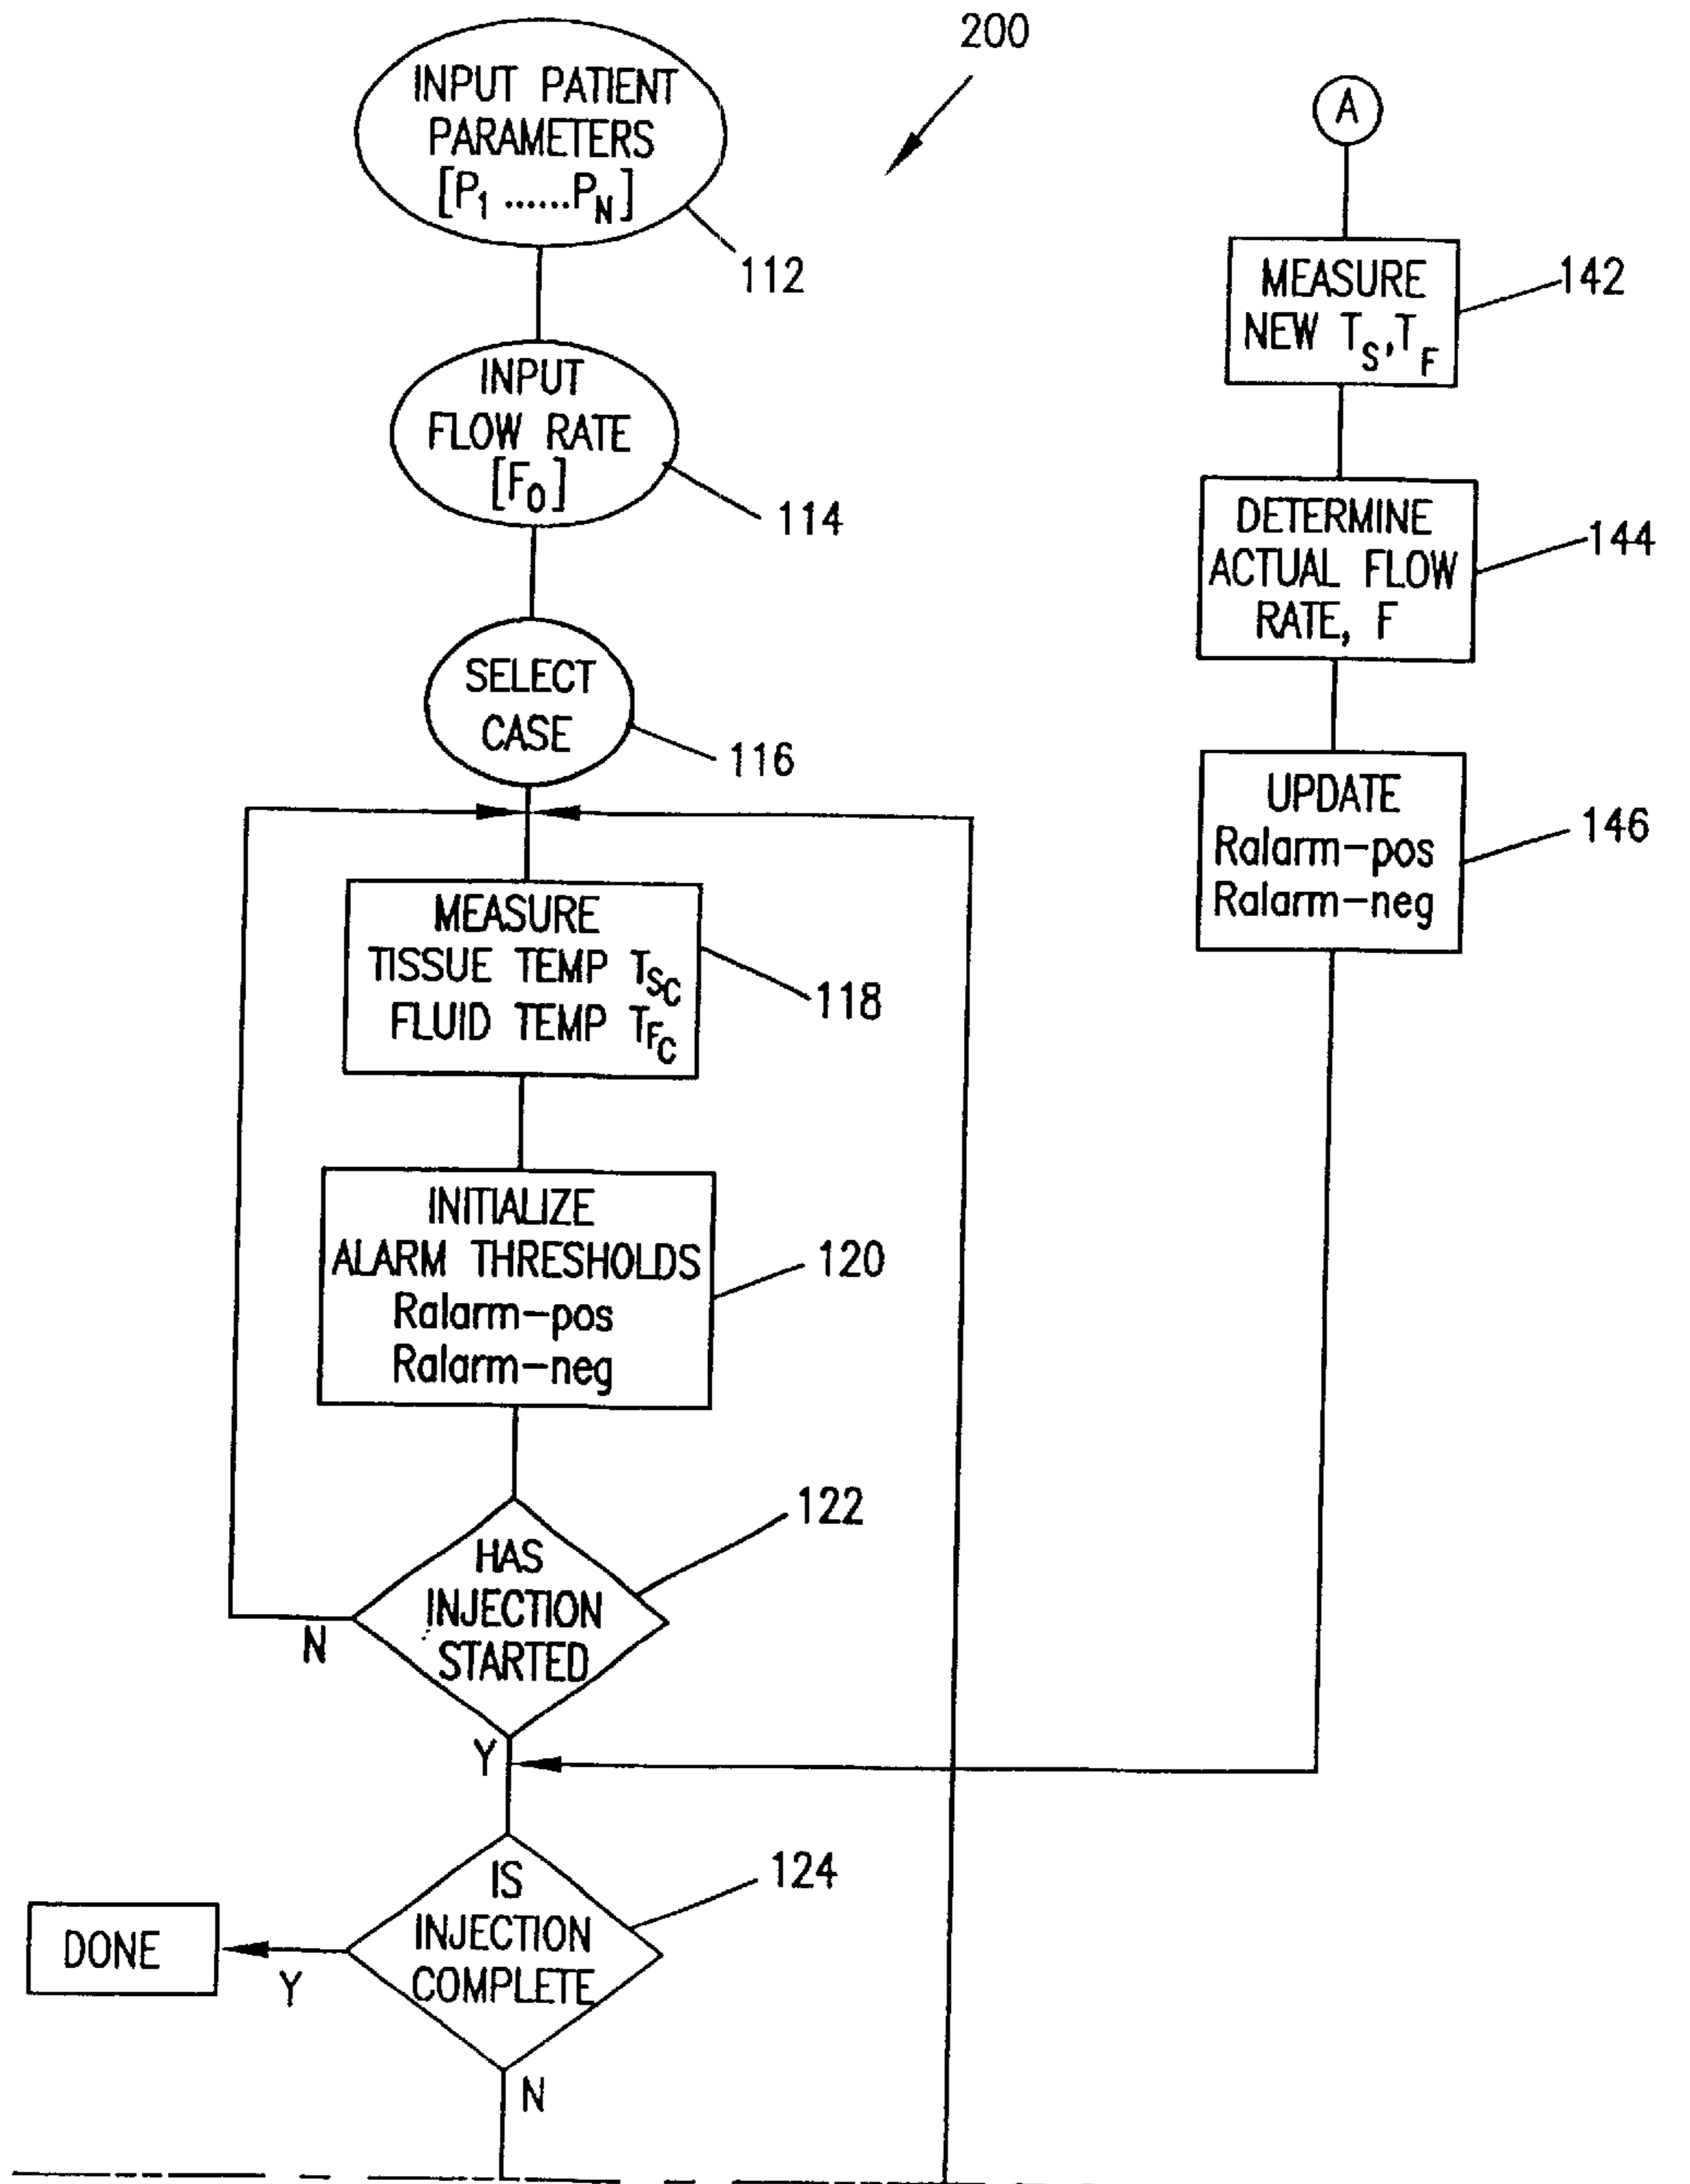 200
INPUT PATIENT
PARAMETERS
[P1 ......PN]
112
INPUT
FLOW RATE
[F0]
114
SELECT
CASE
116
MEASURE
TISSUE TEMP TSC
FLUID TEMP TFC
118
INITIALIZE
ALARM THRESHOLDS
Ralarm-pos
Ralarm-neg
120
HAS
INJECTION
STARTED
122
N
Y
IS
INJECTION
COMPLETE
124
DONE
Y
N
A
MEASURE
NEW TS,TF
142
DETERMINE
ACTUAL FLOW
RATE, F
144
UPDATE
Ralarm-pos
Ralarm-neg
146